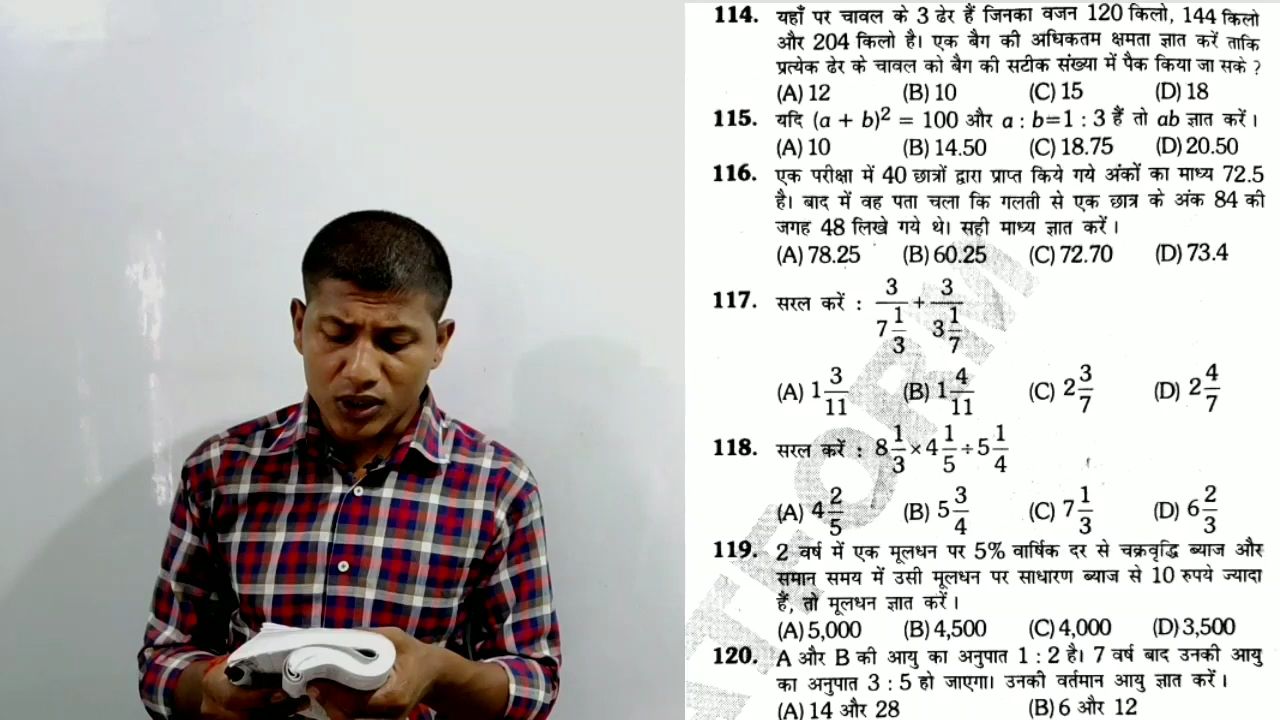 114. यहाँ पर चावल के 3 ढेर हैं जिनका वजन 120 किलो, 144 किलो
और 204 किलो है। एक बैग की अधिकतम क्षमता ज्ञात करें ताकि
प्रत्येक ढेर के चावल को बैग की सटीक संख्या में पैक किया जा सके ?
(A) 12 (B) 10 (C) 15 (D) 18
115. यदि (a + b)² = 100 और a : b=1 : 3 हैं तो ab ज्ञात करें।
(A) 10 (B) 14.50 (C) 18.75 (D) 20.50
116. एक परीक्षा में 40 छात्रों द्वारा प्राप्त किये गये अंकों का माध्य 72.5
है। बाद में वह पता चला कि गलती से एक छात्र के अंक 84 की
जगह 48 लिखे गये थे। सही माध्य ज्ञात करें।
(A) 78.25 (B) 60.25 (C) 72.70 (D) 73.4
117. सरल करें : 3/(7 1/3) + 3/(3 1/7)
(A) 1 3/11 (B) 1 4/11 (C) 2 3/7 (D) 2 4/7
118. सरल करें : 8 1/3 × 4 1/5 ÷ 5 1/4
(A) 4 2/5 (B) 5 3/4 (C) 7 1/3 (D) 6 2/3
119. 2 वर्ष में एक मूलधन पर 5% वार्षिक दर से चक्रवृद्धि ब्याज और
समान समय में उसी मूलधन पर साधारण ब्याज से 10 रुपये ज्यादा
हैं, तो मूलधन ज्ञात करें।
(A) 5,000 (B) 4,500 (C) 4,000 (D) 3,500
120. A और B की आयु का अनुपात 1 : 2 है। 7 वर्ष बाद उनकी आयु
का अनुपात 3 : 5 हो जाएगा। उनकी वर्तमान आयु ज्ञात करें।
(A) 14 और 28 (B) 6 और 12